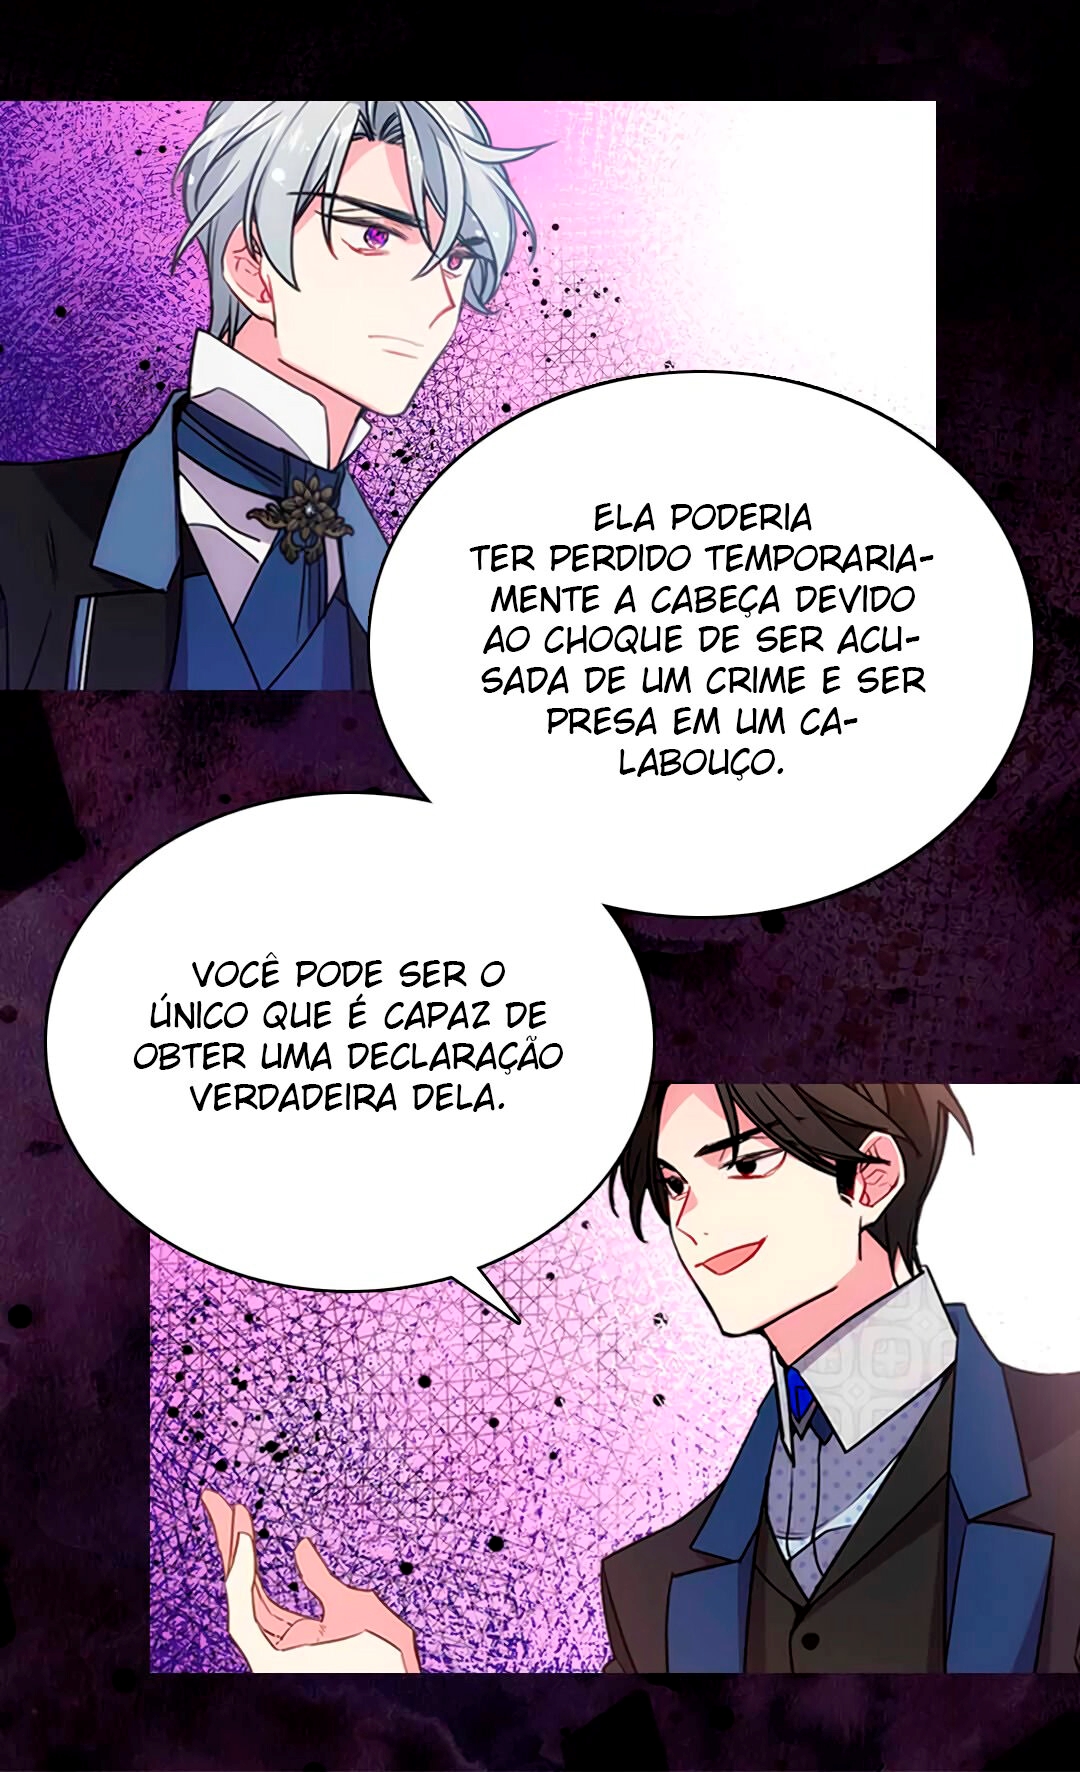 ELA PODERIA
TER PERDIDO TEMPORARIA-
MENTE A CABEÇA DEVIDO
AO CHOQUE DE SER ACU-
SADA DE UM CRIME E SER
PRESA EM UM CA-
LABOUÇO.
VOCÊ PODE SER O
ÚNICO QUE É CAPAZ DE
OBTER UMA DECLARAÇÃO
VERDADEIRA DELA.